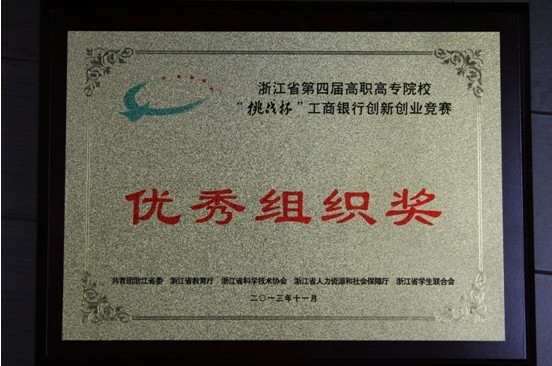 浙江省第四届高职高专院校
“挑战杯”工商银行创新创业竞赛
优秀组织奖
共青团浙江省委 浙江省教育厅 浙江省科学技术协会 浙江省人力资源和社会保障厅 浙江省学生联合会
二〇一三年十一月